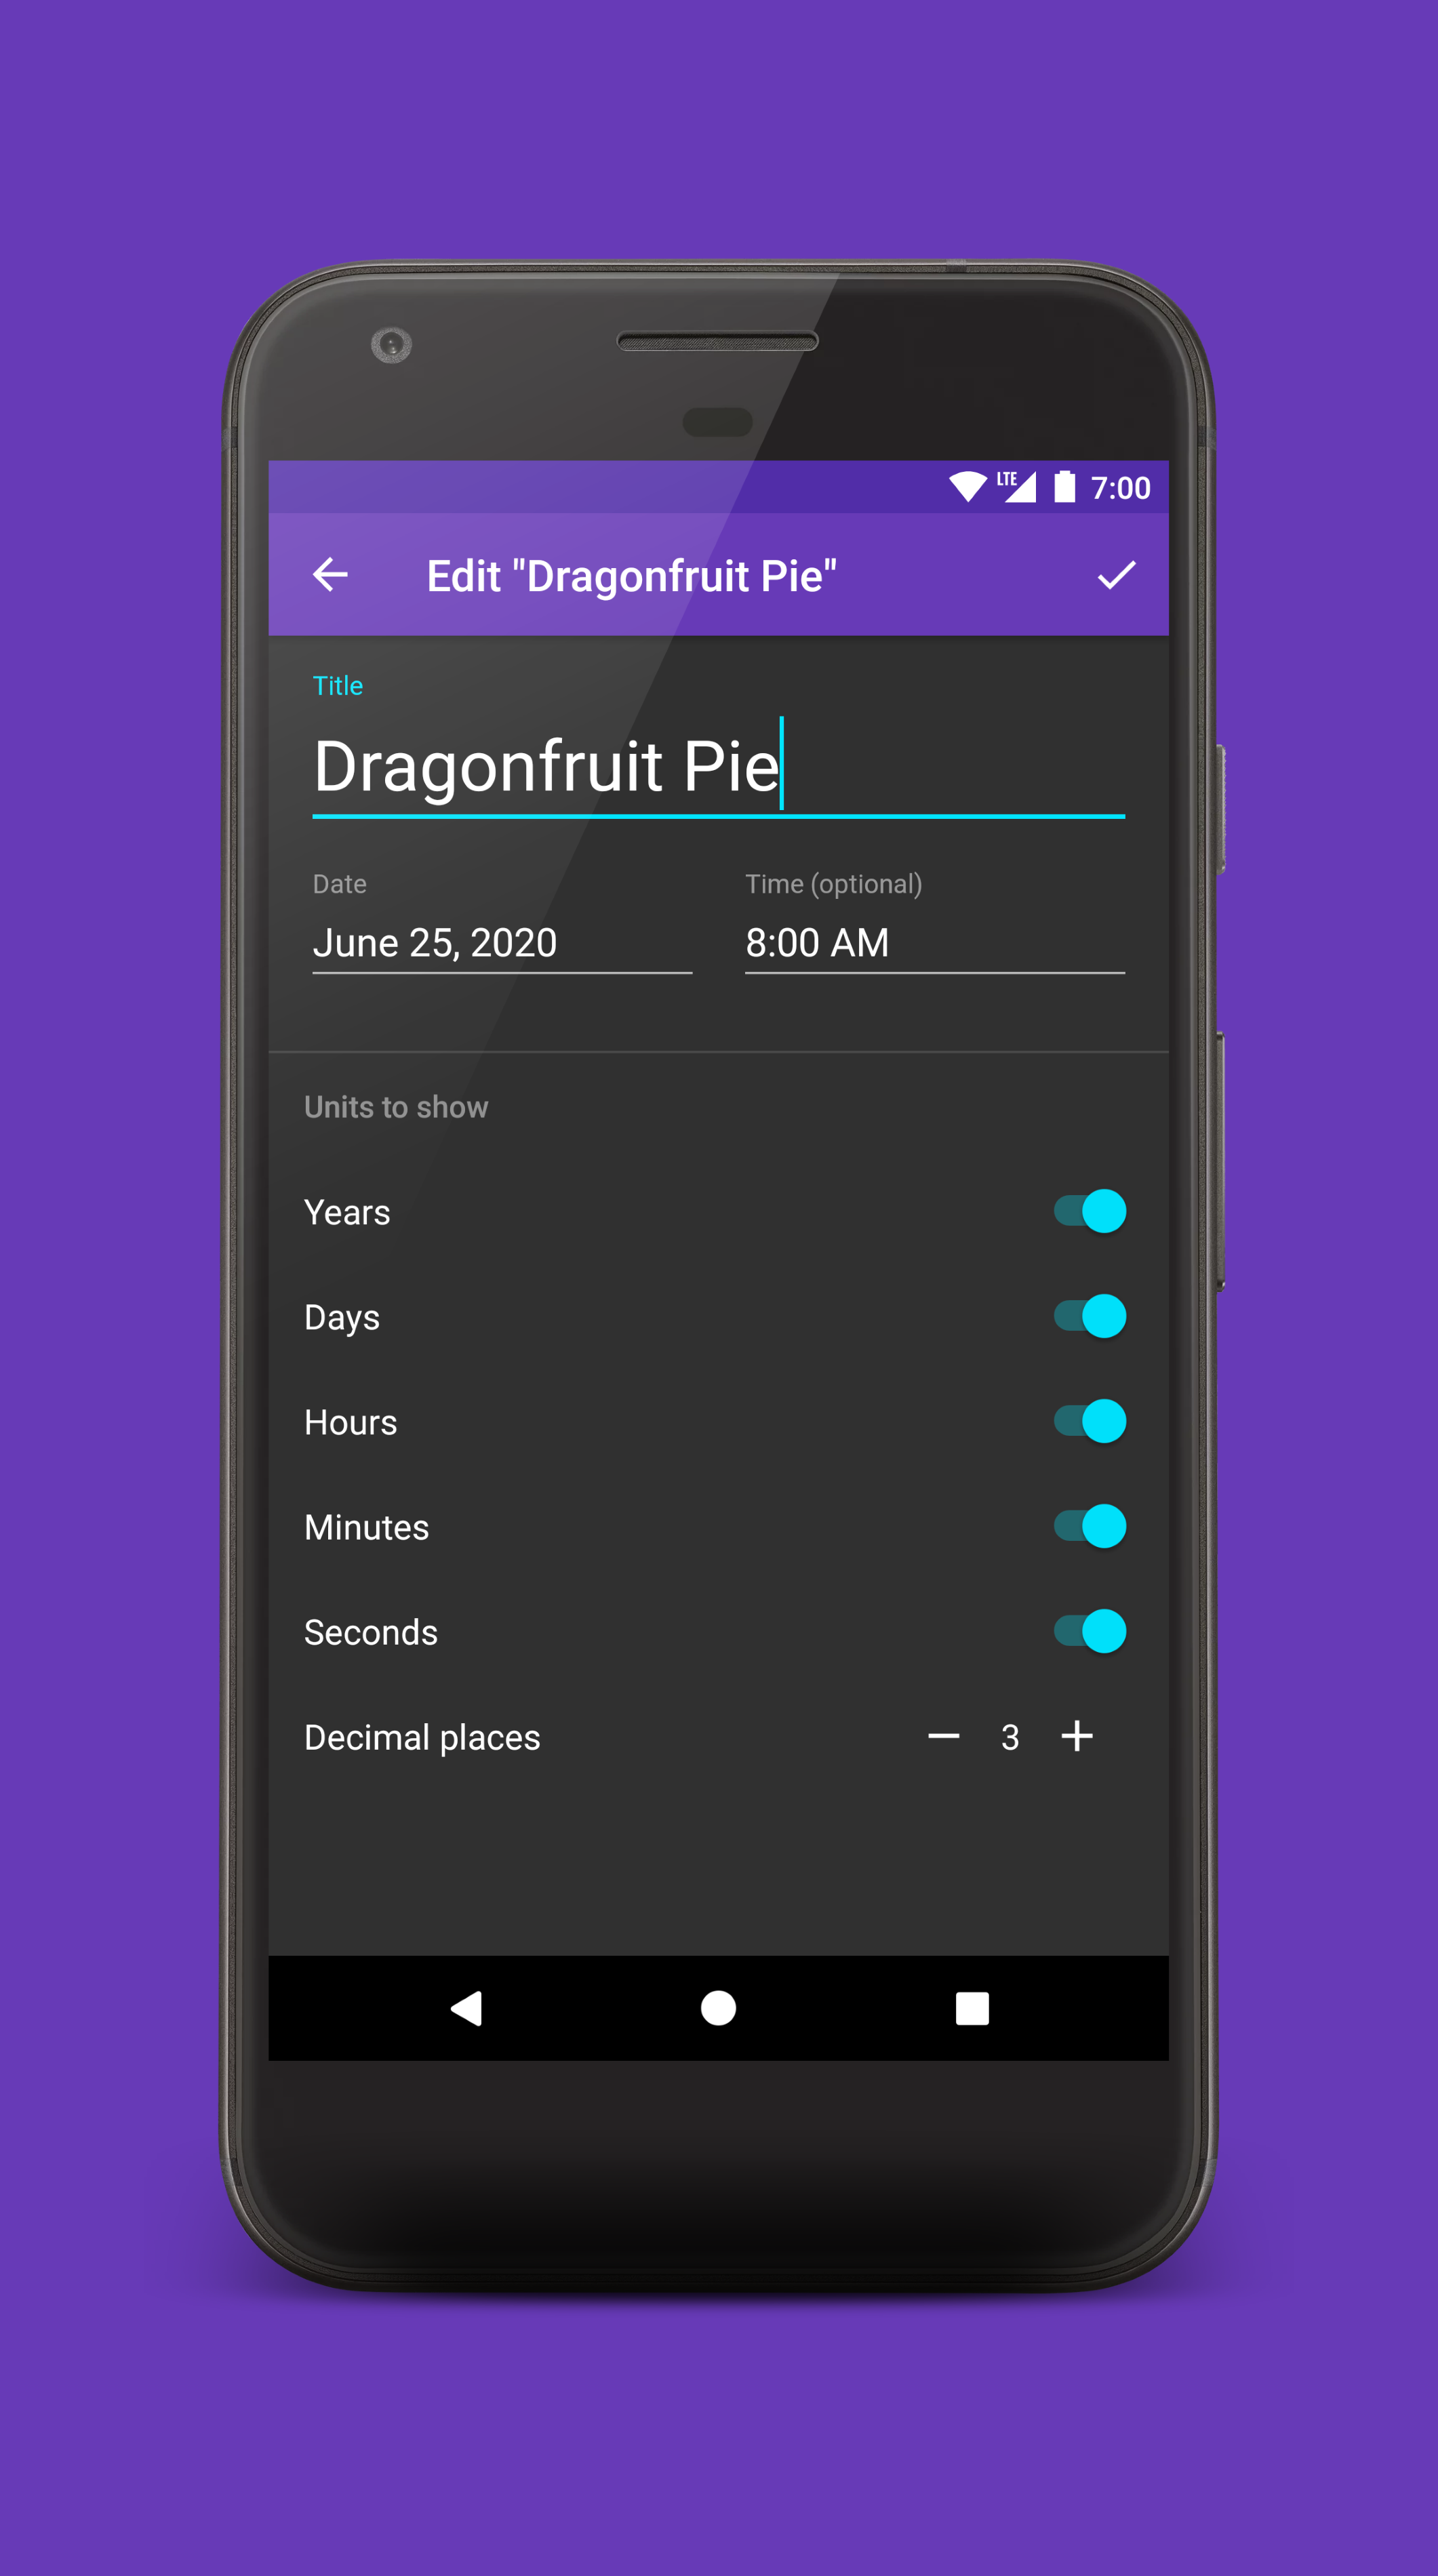 LTE 7:00
Edit "Dragonfruit Pie"
Title
Dragonfruit Pie
Date Time (optional)
June 25, 2020 8:00 AM
Units to show
Years
Days
Hours
Minutes
Seconds
Decimal places 3